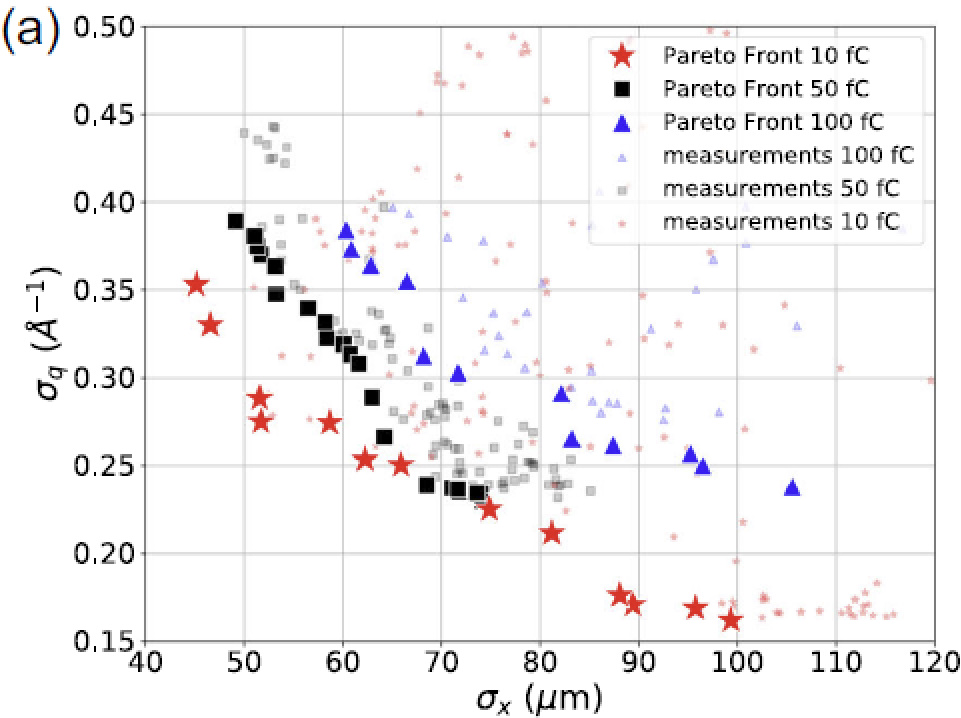 (a)
0.50
0.45
0.40
0.35
0.30
0.25
0.20
0.15
σq (Å⁻¹)
Pareto Front 10 fC
Pareto Front 50 fC
Pareto Front 100 fC
measurements 100 fC
measurements 50 fC
measurements 10 fC
40 50 60 70 80 90 100 110 120
σx (μm)